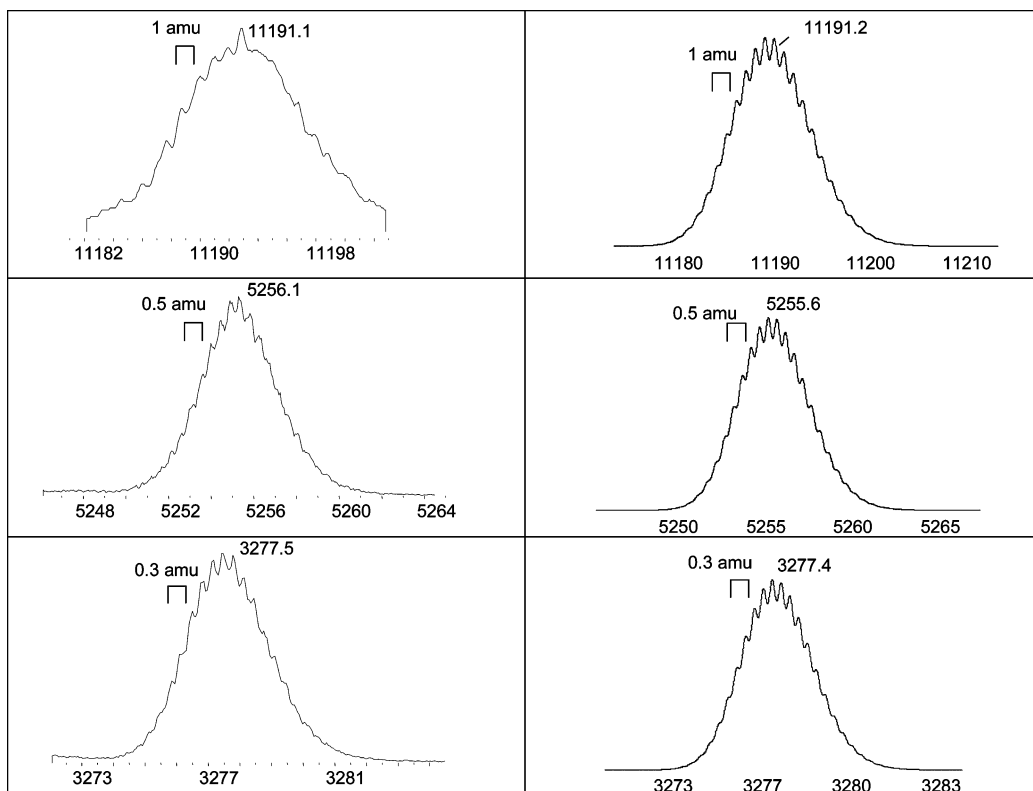 1 amu
11191.1
11182 11190 11198
11191.2
1 amu
11180 11190 11200 11210
5256.1
0.5 amu
5248 5252 5256 5260 5264
5255.6
0.5 amu
5250 5255 5260 5265
3277.5
0.3 amu
3273 3277 3281
0.3 amu 3277.4
3273 3277 3280 3283